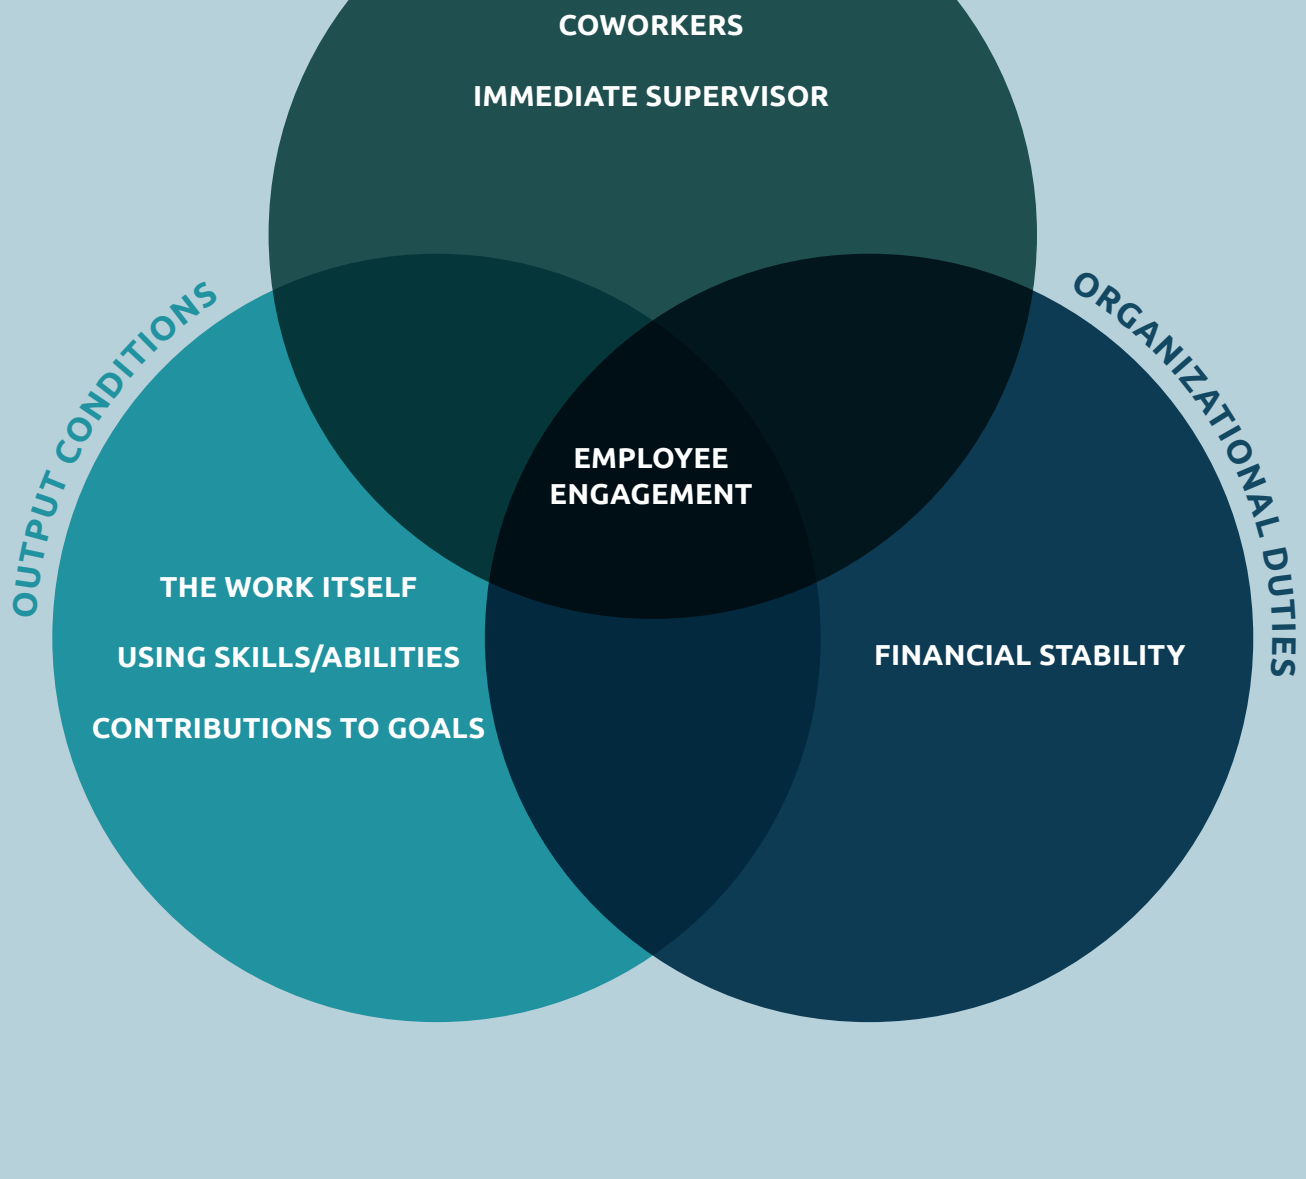 COWORKERS
IMMEDIATE SUPERVISOR
OUTPUT CONDITIONS
ORGANIZATIONAL DUTIES
EMPLOYEE
ENGAGEMENT
THE WORK ITSELF
USING SKILLS/ABILITIES
CONTRIBUTIONS TO GOALS
FINANCIAL STABILITY